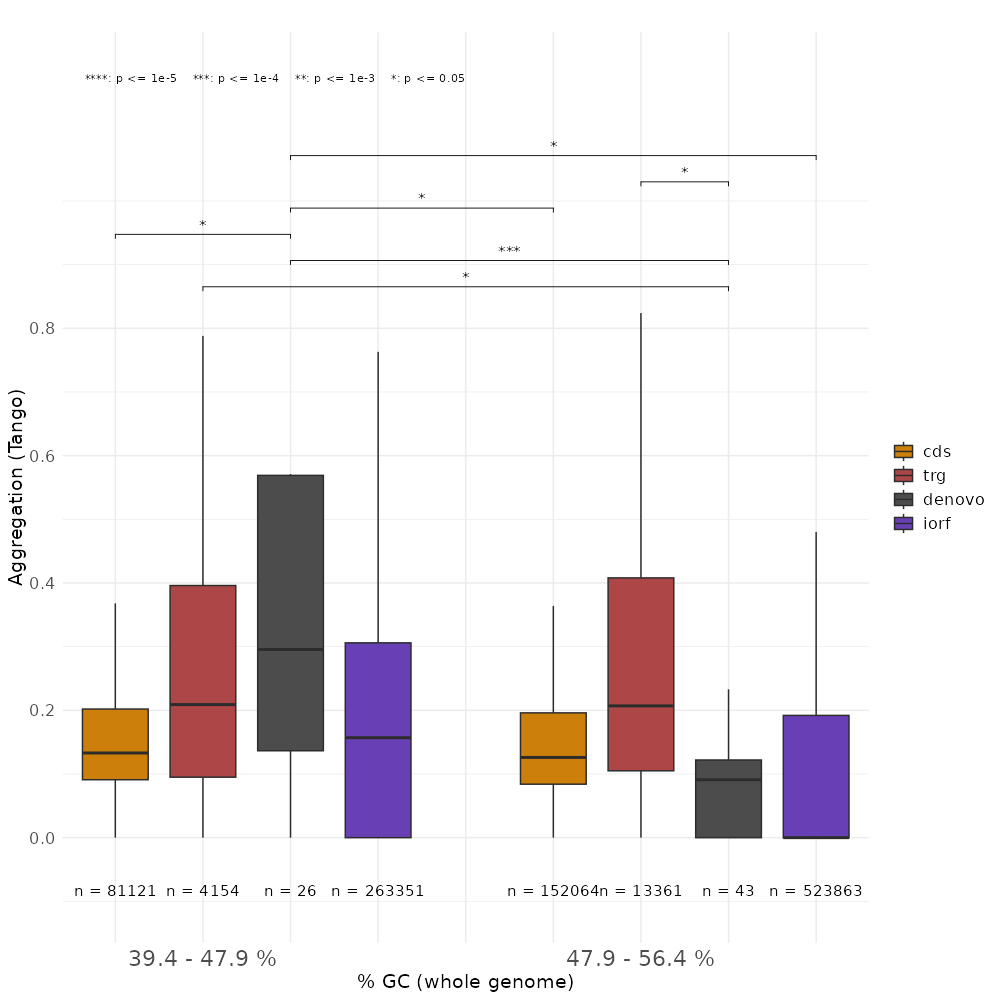 ****: p <= 1e-5 ***: p <= 1e-4 **: p <= 1e-3 *: p <= 0.05
*
*
*
*
***
*
0.8
0.6
0.4
0.2
0.0
Aggregation (Tango)
cds
trg
denovo
iorf
n = 81121 n = 4154 n = 26 n = 263351 n = 152064 n = 13361 n = 43 n = 523863
39.4 - 47.9 % 47.9 - 56.4 %
% GC (whole genome)